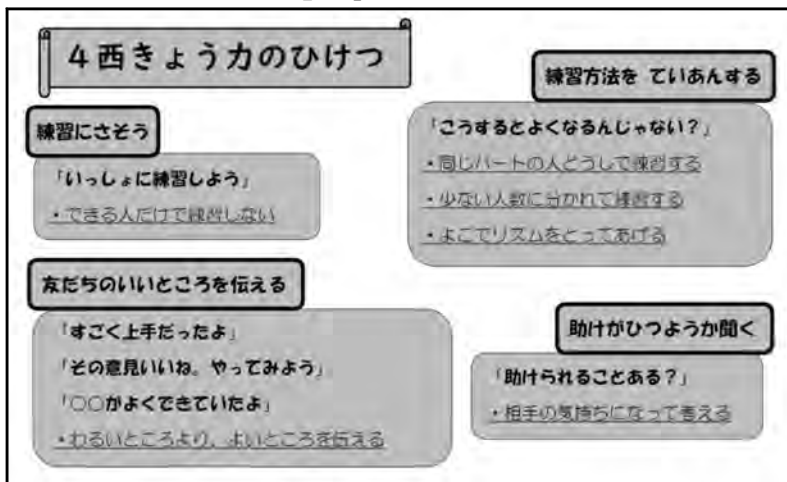 4西きょう力のひけつ
練習にさそう
「いっしょに練習しよう」
・できる人だけで練習しない
練習方法を ていあんする
「こうするとよくなるんじゃない？」
・同じパートの人どうしで練習する
・少ない人数に分かれて練習する
・よこでリズムをとってあげる
友だちのいいところを伝える
「すごく上手だったよ」
「その意見いいね。やってみよう」
「〇〇がよくできていたよ」
・わるいところより、よいところを伝える
助けがひつようか聞く
「助けられることある？」
・相手の気持ちになって考える